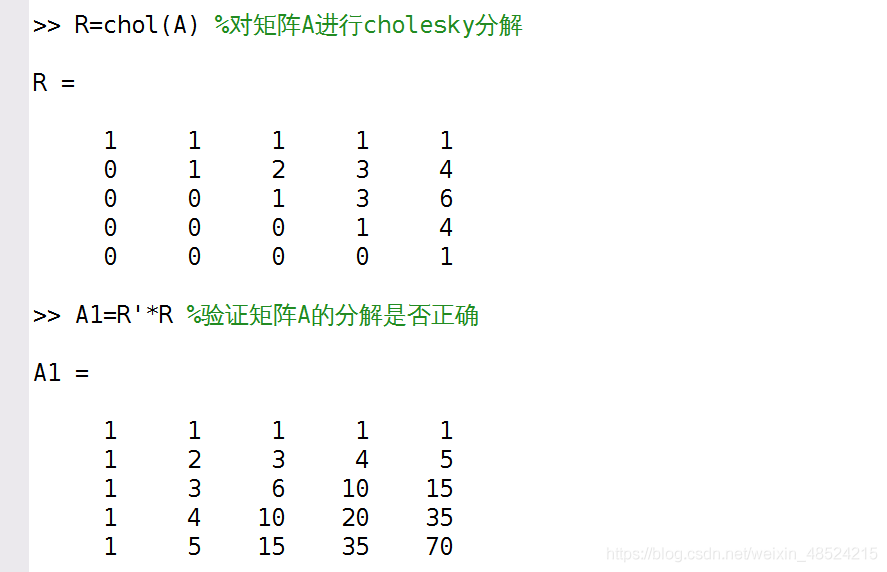 >> R=chol(A) %对矩阵A进行cholesky分解
R =
1 1 1 1 1
0 1 2 3 4
0 0 1 3 6
0 0 0 1 4
0 0 0 0 1
>> A1=R'*R %验证矩阵A的分解是否正确
A1 =
1 1 1 1 1
1 2 3 4 5
1 3 6 10 15
1 4 10 20 35
1 5 15 35 70
https://blog.csdn.net/weixin_48524215